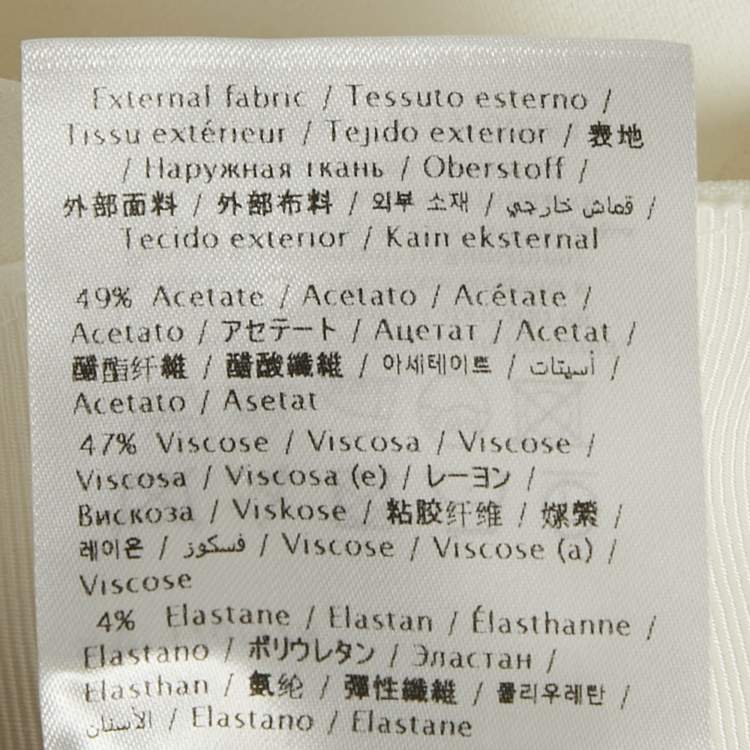 External fabric / Tessuto esterno /
Tissu extérieur / Tejido exterior / 表地
/ Наружная ткань / Oberstoff /
外部面料 / 外部布料 / 외부 소재 / قماش خارجي /
Tecido exterior / Kain eksternal
49% Acetate / Acetato / Acétate /
Acetato / アセテート / Ацетат / Acetat /
醋酯纤維 / 醋酸纖維 / 아세테이트 / أسيتات /
Acetato / Asetat
47% Viscose / Viscosa / Viscose /
Viscosa / Viscosa (e) / レーヨン /
Вискоза / Viskose / 粘胶纤维 / 嫘縈 /
레이온 / فسكوز / Viscose / Viscose (a) /
Viscose
4% Elastane / Elastan / Élasthanne /
Elastano / ポリウレタン / Эластан /
Elasthan / 氨纶 / 彈性纖維 / 폴리우레탄 /
الأستان / Elastano / Elastane